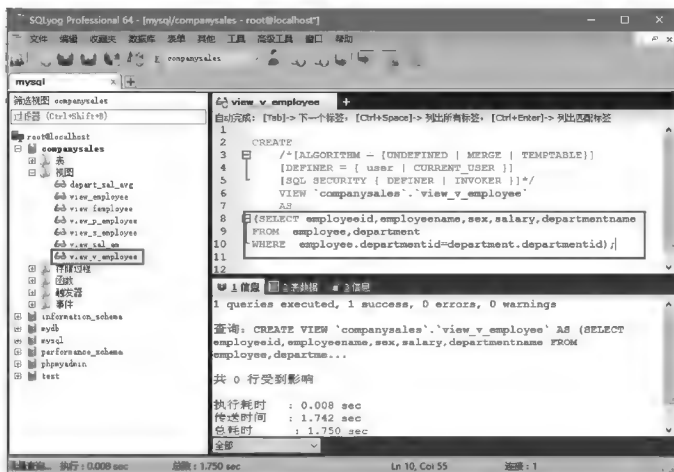 SQLyog Professional 64 - [mysql/companysales - root@localhost*]
文件 编辑 收藏夹 数据库 表单 其他 工具 高级工具 窗口 帮助
companysales
mysql
筛选视图 companysales
过滤器 (Ctrl+Shift+B)
root@localhost
companysales
表
视图
depart_sal_avg
view_employee
view_femployee
view_p_employee
view_s_employee
view_sal_em
view_v_employee
存储过程
函数
触发器
事件
information_schema
mydb
mysql
performance_schema
phpmyadmin
test
view_v_employee
自动完成: [Tab]-> 下一个标签, [Ctrl+Space]-> 列出所有标签, [Ctrl+Enter]-> 列出匹配标签
1
2 CREATE
3 /*[ALGORITHM = {UNDEFINED | MERGE | TEMPTABLE}]
4 [DEFINER = { user | CURRENT_USER }]
5 [SQL SECURITY { DEFINER | INVOKER }]*/
6 VIEW `companysales`.`view_v_employee`
7 AS
8 (SELECT employeeid,employeename,sex,salary,departmentname
9 FROM employee,department
10 WHERE employee.departmentid=department.departmentid);
11
12
1 信息 2 表数据 3 信息
1 queries executed, 1 success, 0 errors, 0 warnings
查询: CREATE VIEW `companysales`.`view_v_employee` AS (SELECT
employeeid,employeename,sex,salary,departmentname FROM
employee,departme...
共 0 行受到影响
执行耗时 : 0.008 sec
传送时间 : 1.742 sec
总耗时 : 1.750 sec
全部
执行: 0.008 sec 总数: 1.750 sec Ln 10, Col 55 连接: 1